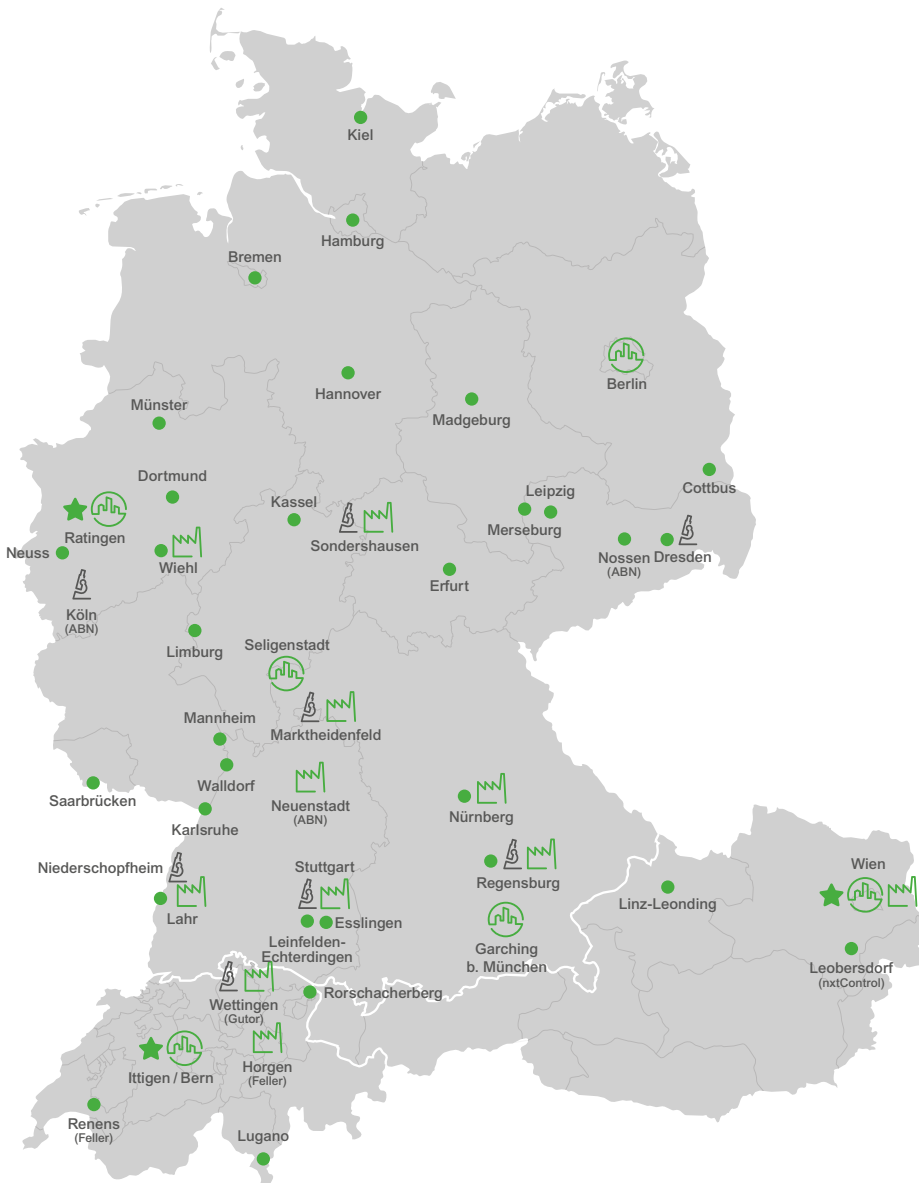 Kiel
Hamburg
Bremen
Berlin
Hannover
Madgeburg
Münster
Dortmund
Cottbus
Leipzig
Kassel
Merseburg
Ratingen
Sondershausen
Neuss
Wiehl
Nossen
(ABN)
Dresden
Erfurt
Köln
(ABN)
Limburg
Seligenstadt
Mannheim
Marktheidenfeld
Walldorf
Saarbrücken
Neuenstadt
(ABN)
Nürnberg
Karlsruhe
Niederschopfheim
Stuttgart
Regensburg
Wien
Linz-Leonding
Lahr
Esslingen
Leinfelden-
Echterdingen
Garching
b. München
Leobersdorf
(nxtControl)
Wettingen
(Gutor)
Rorschacherberg
Horgen
(Feller)
Ittigen / Bern
Renens
(Feller)
Lugano